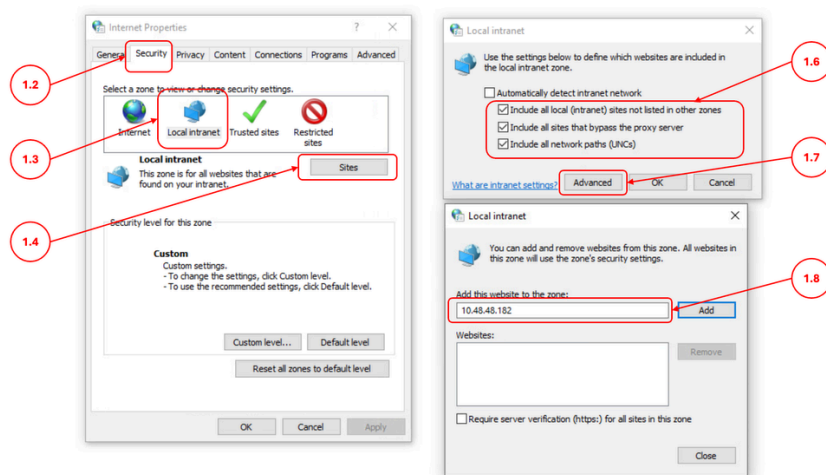 Internet Properties
?
General Security Privacy Content Connections Programs Advanced
1.2
Select a zone to view or change security settings.
Internet Local intranet Trusted sites Restricted
sites
1.3
Local intranet
This zone is for all websites that are
found on your intranet.
Sites
1.4
Security level for this zone
Custom
Custom settings.
- To change the settings, click Custom level.
- To use the recommended settings, click Default level.
Custom level... Default level
Reset all zones to default level
OK Cancel Apply
Local intranet
1.6
Use the settings below to define which websites are included in
the local intranet zone.
Automatically detect intranet network
Include all local (intranet) sites not listed in other zones
Include all sites that bypass the proxy server
Include all network paths (UNCs)
1.7
What are intranet settings? Advanced OK Cancel
Local intranet
You can add and remove websites from this zone. All websites in
this zone will use the zone's security settings.
1.8
Add this website to the zone:
10.48.48.182 Add
Websites:
Remove
Require server verification (https:) for all sites in this zone
Close